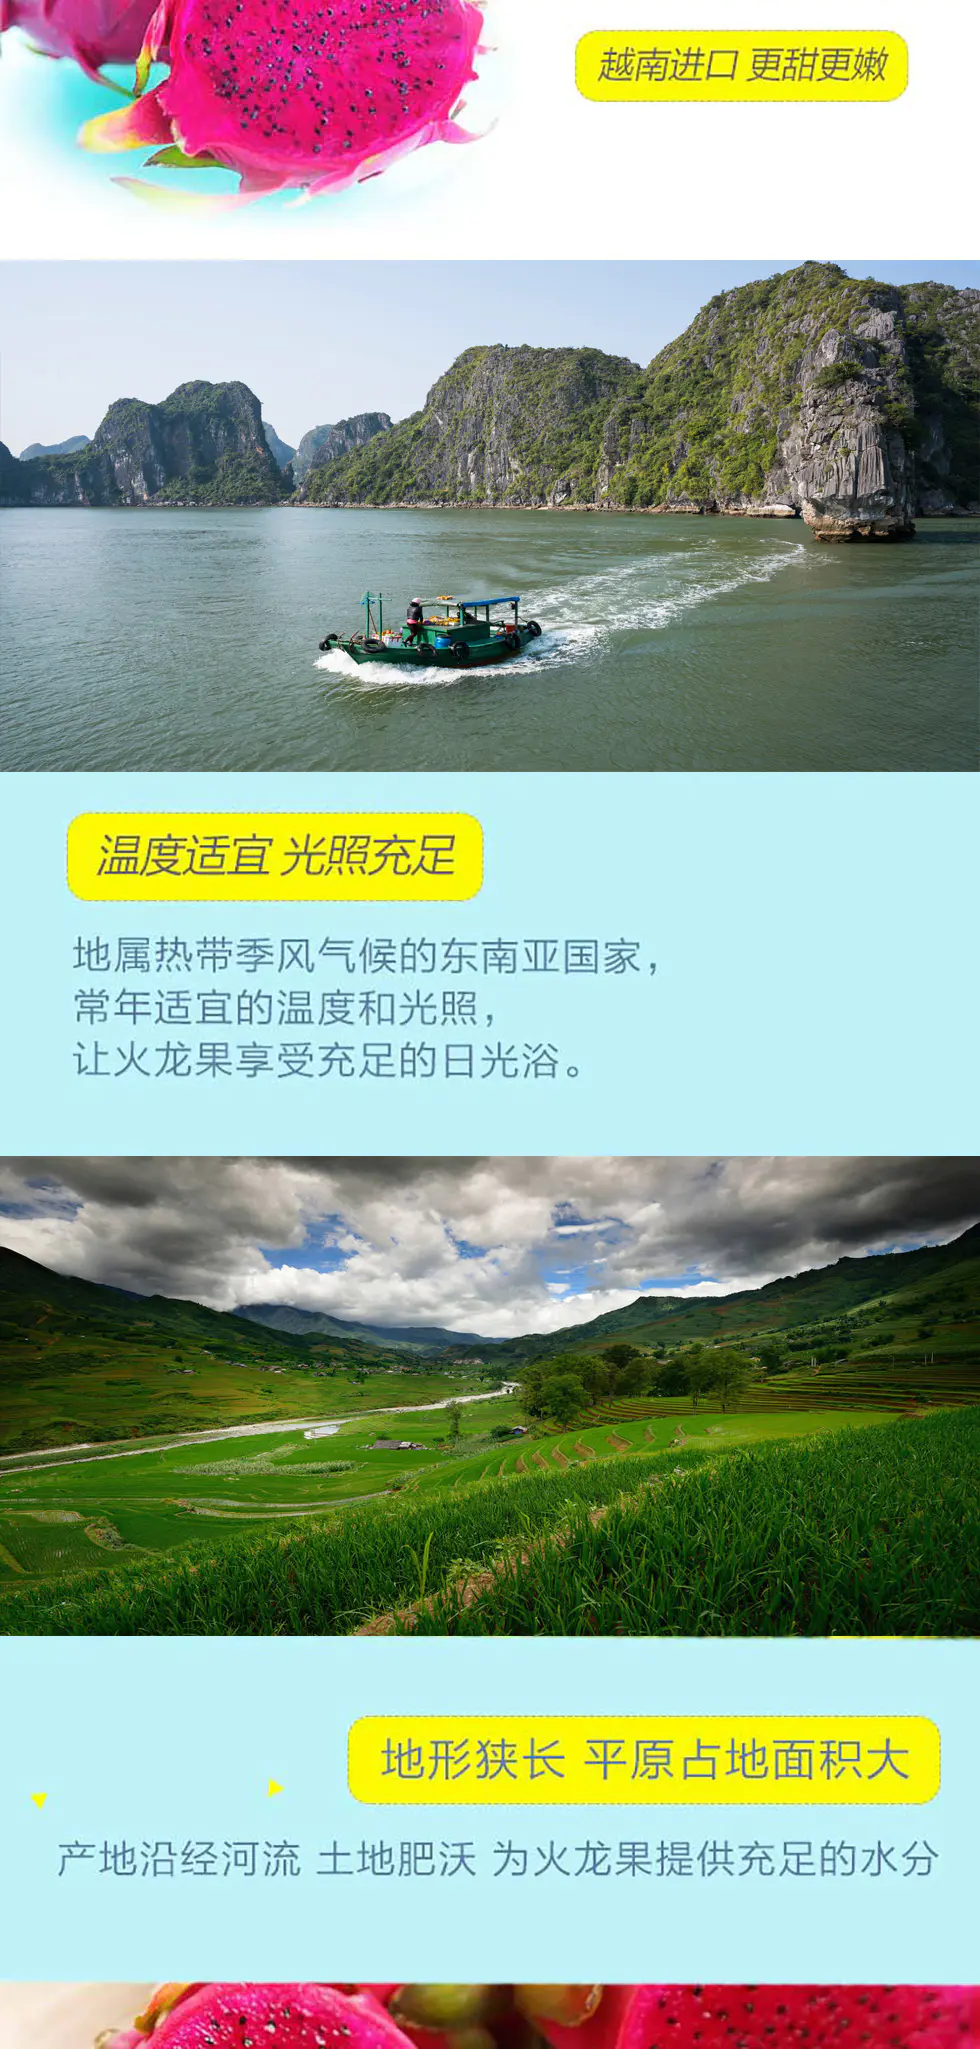 越南进口 更甜更嫩
温度适宜 光照充足
地属热带季风气候的东南亚国家，
常年适宜的温度和光照，
让火龙果享受充足的日光浴。
地形狭长 平原占地面积大
产地沿经河流 土地肥沃 为火龙果提供充足的水分